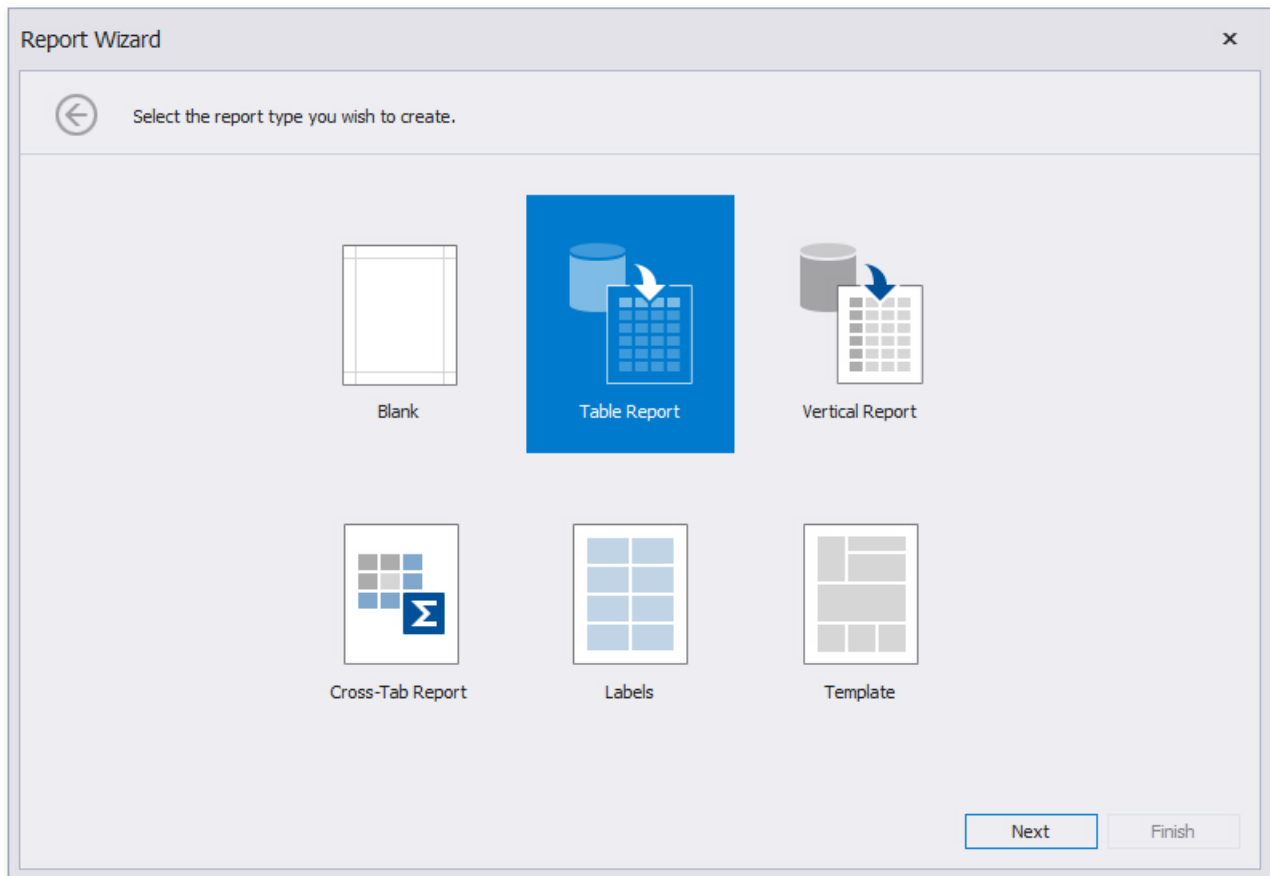 Report Wizard
Select the report type you wish to create.
Blank
Table Report
Vertical Report
Cross-Tab Report
Labels
Template
Next
Finish